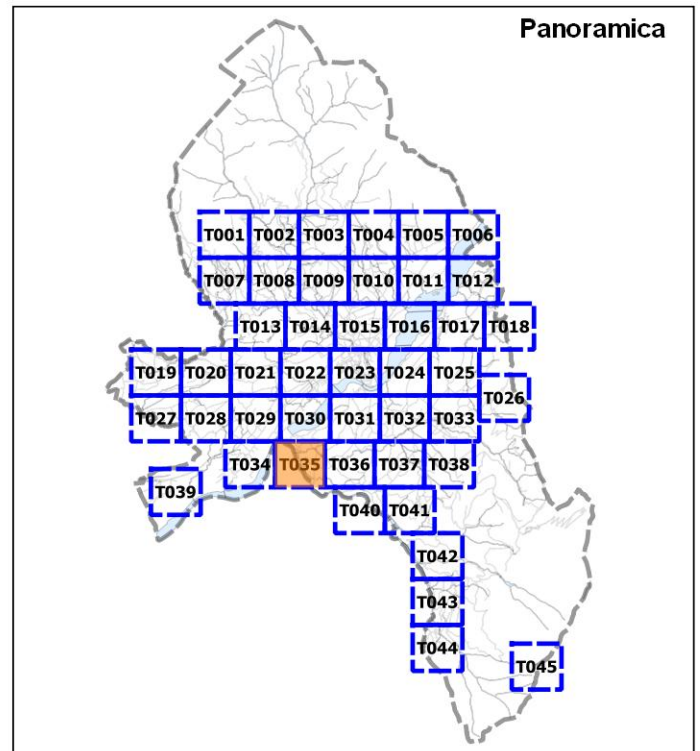 Panoramica
T001 T002 T003 T004 T005 T006
T007 T008 T009 T010 T011 T012
T013 T014 T015 T016 T017 T018
T019 T020 T021 T022 T023 T024 T025
T026
T027 T028 T029 T030 T031 T032 T033
T034 T035 T036 T037 T038
T039
T040 T041
T042
T043
T044
T045